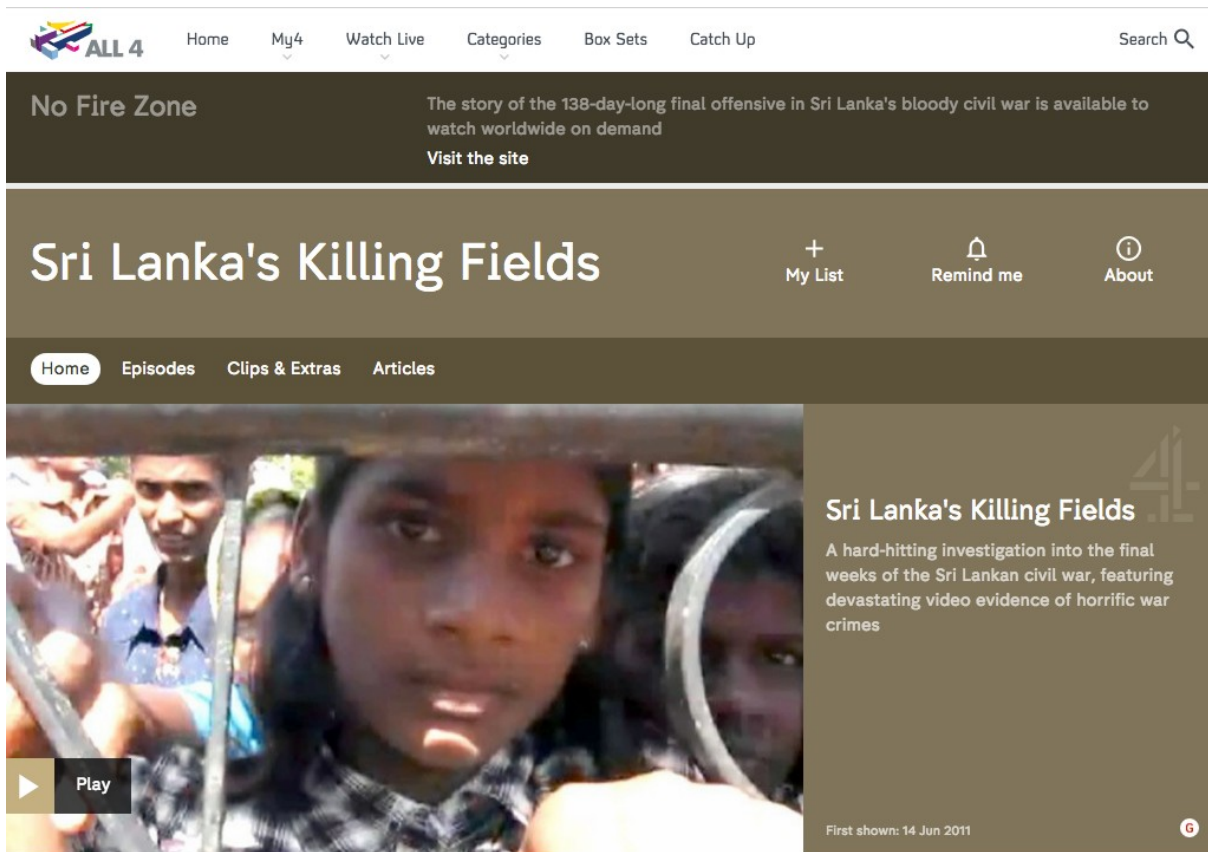 ALL 4
Home My4 Watch Live Categories Box Sets Catch Up Search
No Fire Zone
The story of the 138-day-long final offensive in Sri Lanka's bloody civil war is available to
watch worldwide on demand
Visit the site
Sri Lanka's Killing Fields
My List Remind me About
Home Episodes Clips & Extras Articles
4
Sri Lanka's Killing Fields
A hard-hitting investigation into the final
weeks of the Sri Lankan civil war, featuring
devastating video evidence of horrific war
crimes
Play
First shown: 14 Jun 2011 G